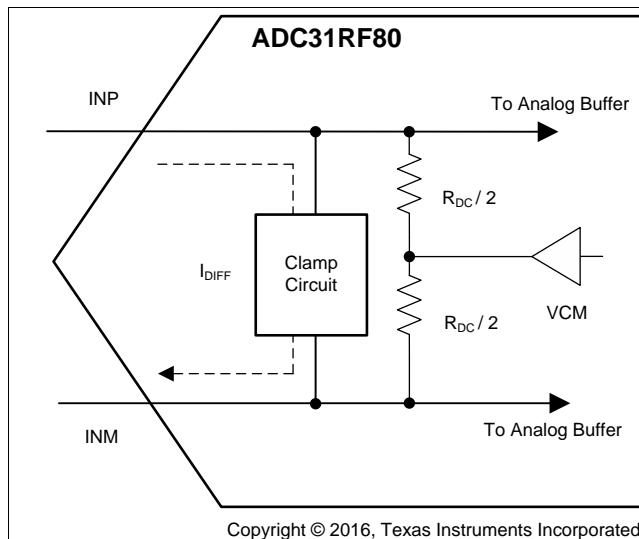 ADC31RF80
INP
To Analog Buffer
R_DC / 2
I_DIFF
Clamp
Circuit
VCM
R_DC / 2
INM
To Analog Buffer
Copyright © 2016, Texas Instruments Incorporated